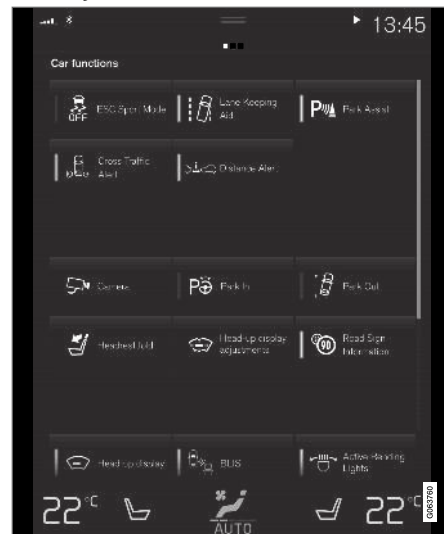 13:45
Car functions
OFF
ESC Sport Mode
Lane Keeping
Aid
P
Park Assist
Cross Traffic
Alert
Distance Alert
Camera
P
Park In
Park Out
Headrest fold
Head-up display
adjustments
90
Road Sign
Information
Head up display
BLIS
Active Bending
Lights
22°C
AUTO
22°C
G063760